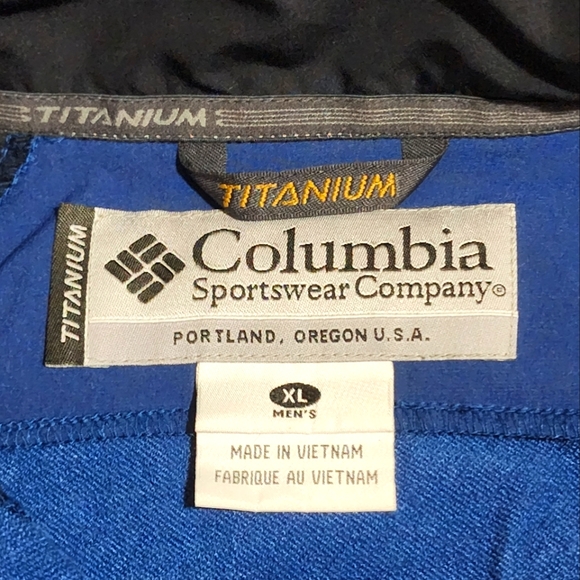 TITANIUM
TITANIUM
TITANIUM
Columbia
Sportswear Company®
PORTLAND, OREGON U.S.A.
XL
MEN'S
MADE IN VIETNAM
FABRIQUE AU VIETNAM